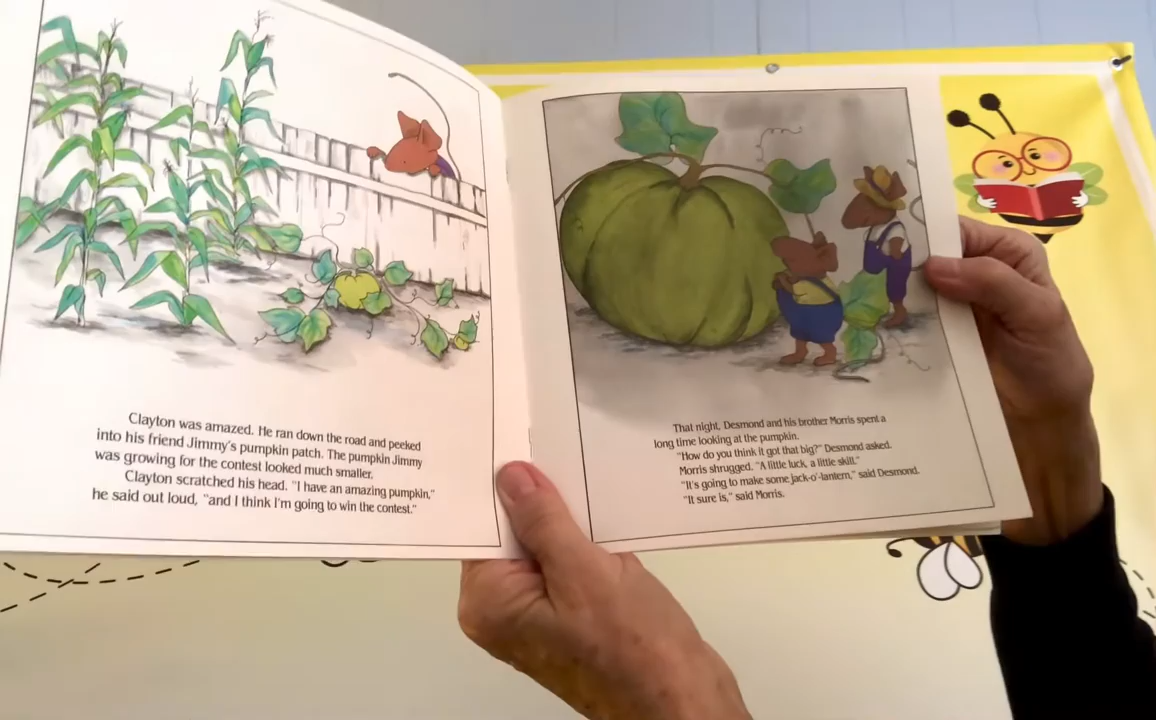 Clayton was amazed. He ran down the road and peeked
into his friend Jimmy's pumpkin patch. The pumpkin Jimmy
was growing for the contest looked much smaller.
Clayton scratched his head. "I have an amazing pumpkin,"
he said out loud, "and I think I'm going to win the contest."
That night, Desmond and his brother Morris spent a
long time looking at the pumpkin.
"How do you think it got that big?" Desmond asked.
Morris shrugged. "A little luck, a little skill."
"It's going to make some jack-o'-lantern," said Desmond.
"It sure is," said Morris.